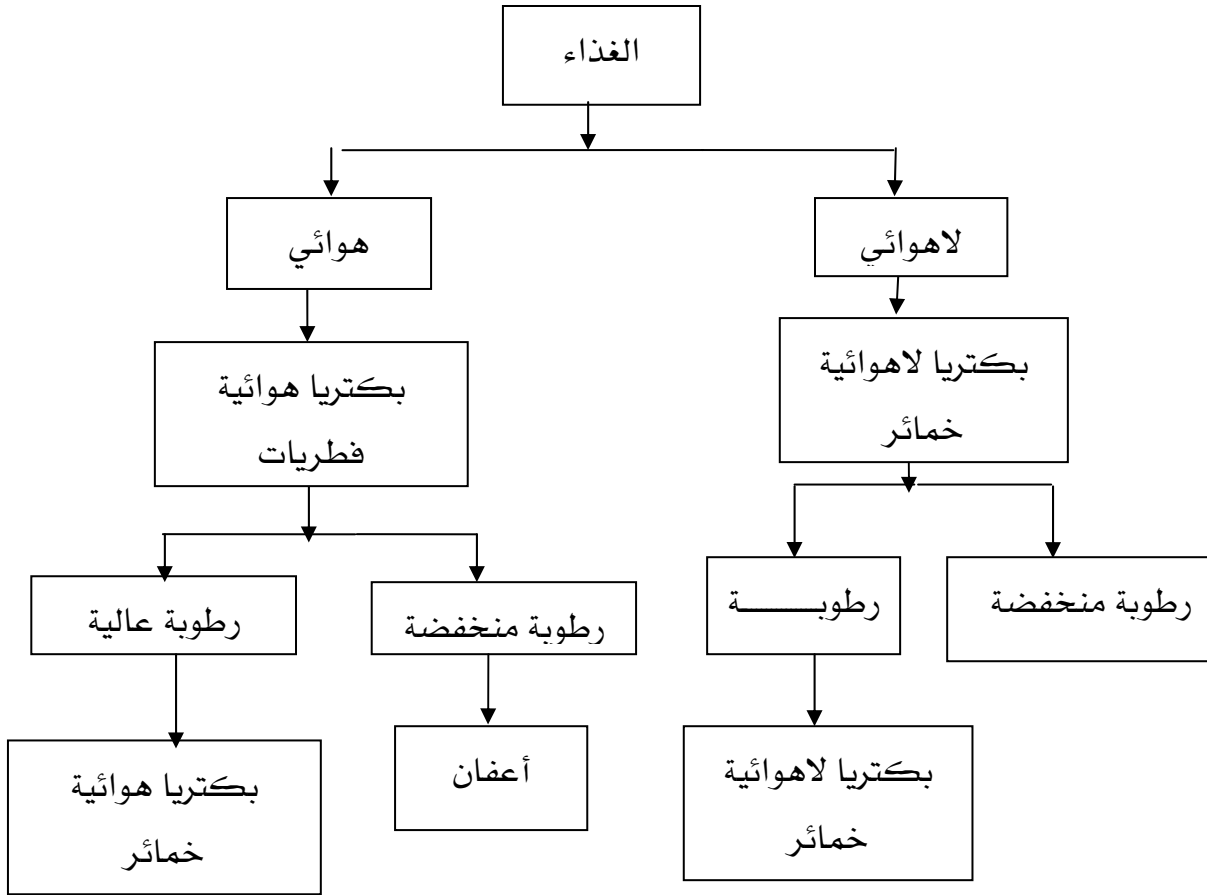 الغذاء
لاهوائي
هوائي
بكتريا لاهوائية
خمائر
بكتريا هوائية
فطريات
رطوبة منخفضة
رطوبـــــــة
رطوبة منخفضة
رطوبة عالية
بكتريا لاهوائية
خمائر
أعفان
بكتريا هوائية
خمائر